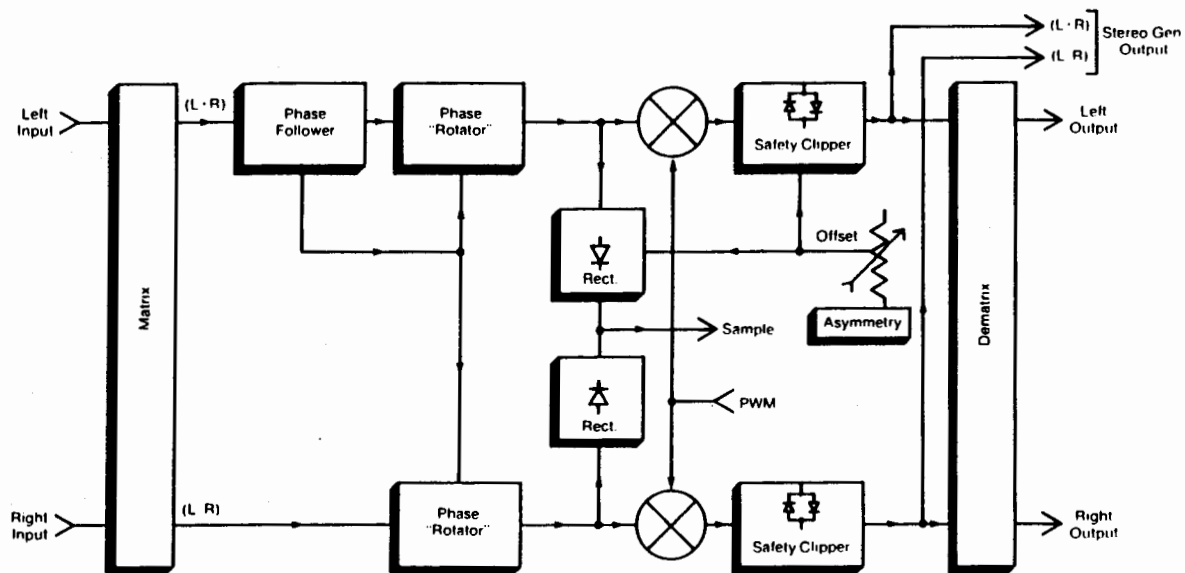 (L · R)
(L R)
Stereo Gen
Output
Left
Input
(L · R)
Phase
Follower
Phase
"Rotator"
Safety Clipper
Left
Output
Offset
Rect.
Matrix
Asymmetry
Dematrix
Sample
Rect.
PWM
Right
Input
(L R)
Phase
"Rotator"
Safety Clipper
Right
Output